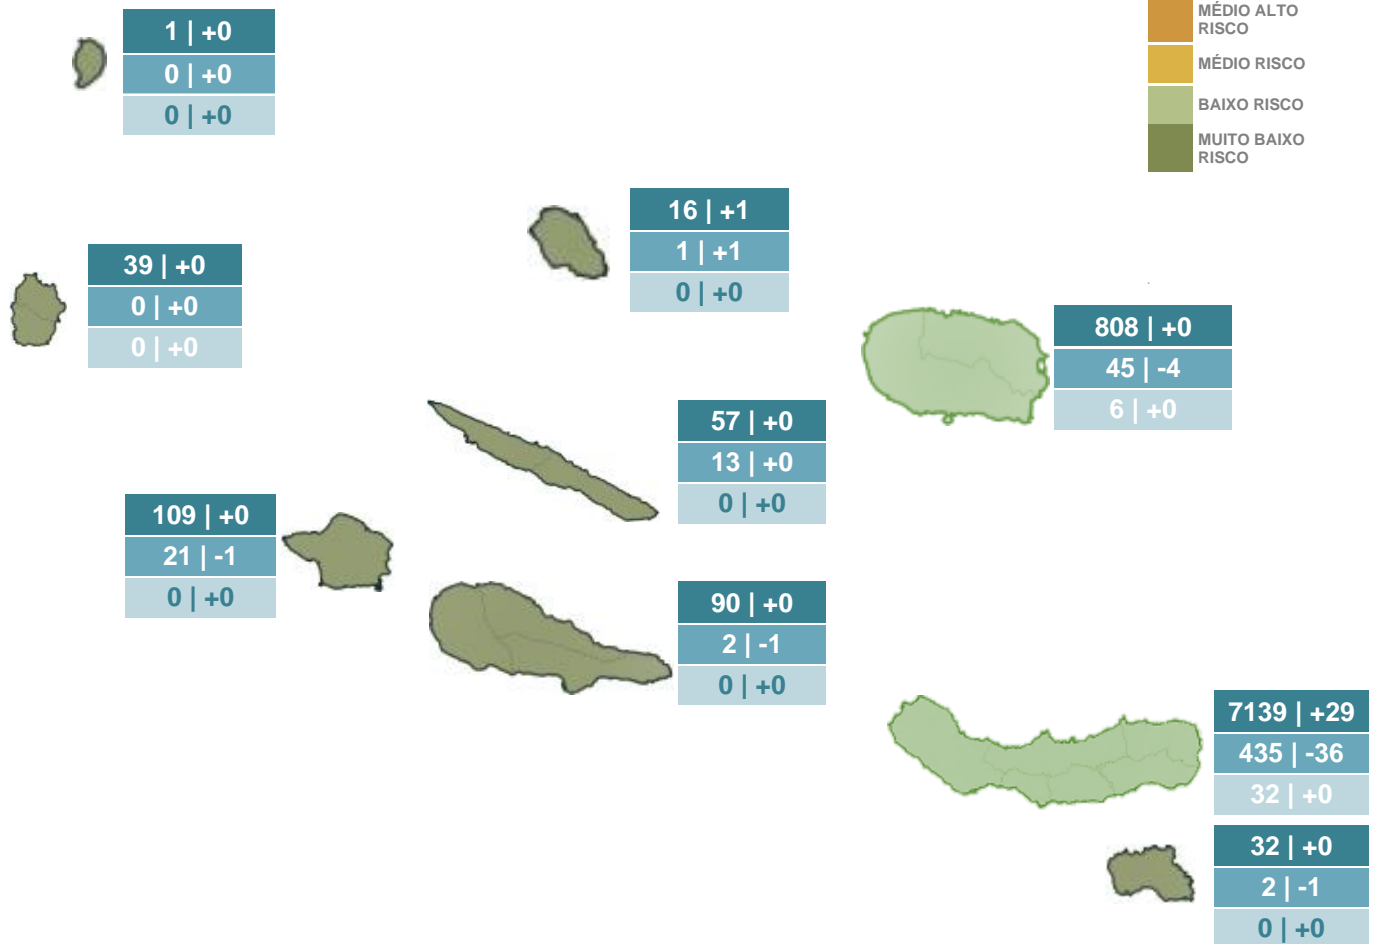 1 | +0
0 | +0
0 | +0
MÉDIO ALTO
RISCO
MÉDIO RISCO
BAIXO RISCO
MUITO BAIXO
RISCO
16 | +1
1 | +1
0 | +0
39 | +0
0 | +0
0 | +0
808 | +0
45 | -4
6 | +0
57 | +0
13 | +0
0 | +0
109 | +0
21 | -1
0 | +0
90 | +0
2 | -1
0 | +0
7139 | +29
435 | -36
32 | +0
32 | +0
2 | -1
0 | +0